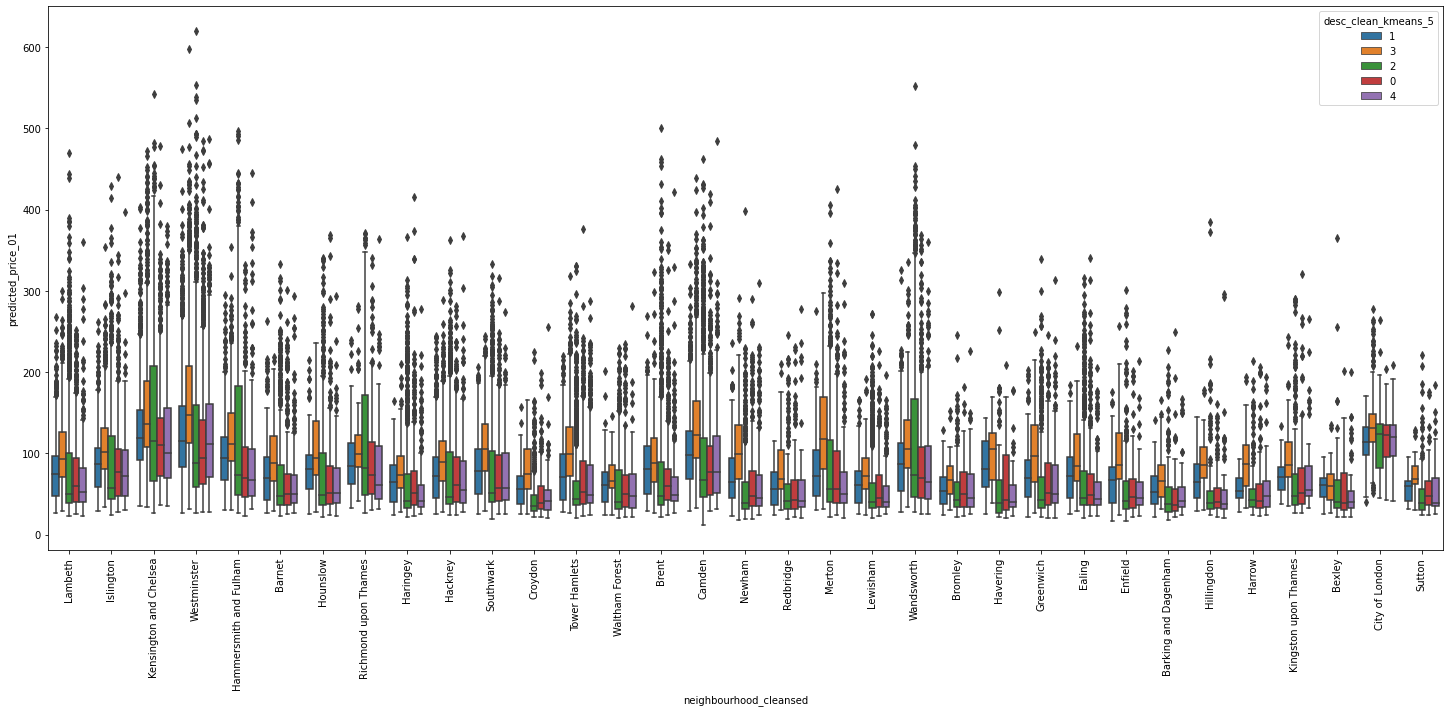 desc_clean_kmeans_5
1
3
2
0
4
predicted_price_01
600
500
400
300
200
100
0
Lambeth
Islington
Kensington and Chelsea
Westminster
Hammersmith and Fulham
Barnet
Hounslow
Richmond upon Thames
Haringey
Hackney
Southwark
Croydon
Tower Hamlets
Waltham Forest
Brent
Camden
Newham
Redbridge
Merton
Lewisham
Wandsworth
Bromley
Havering
Greenwich
Ealing
Enfield
Barking and Dagenham
Hillingdon
Harrow
Kingston upon Thames
Bexley
City of London
Sutton
neighbourhood_cleansed